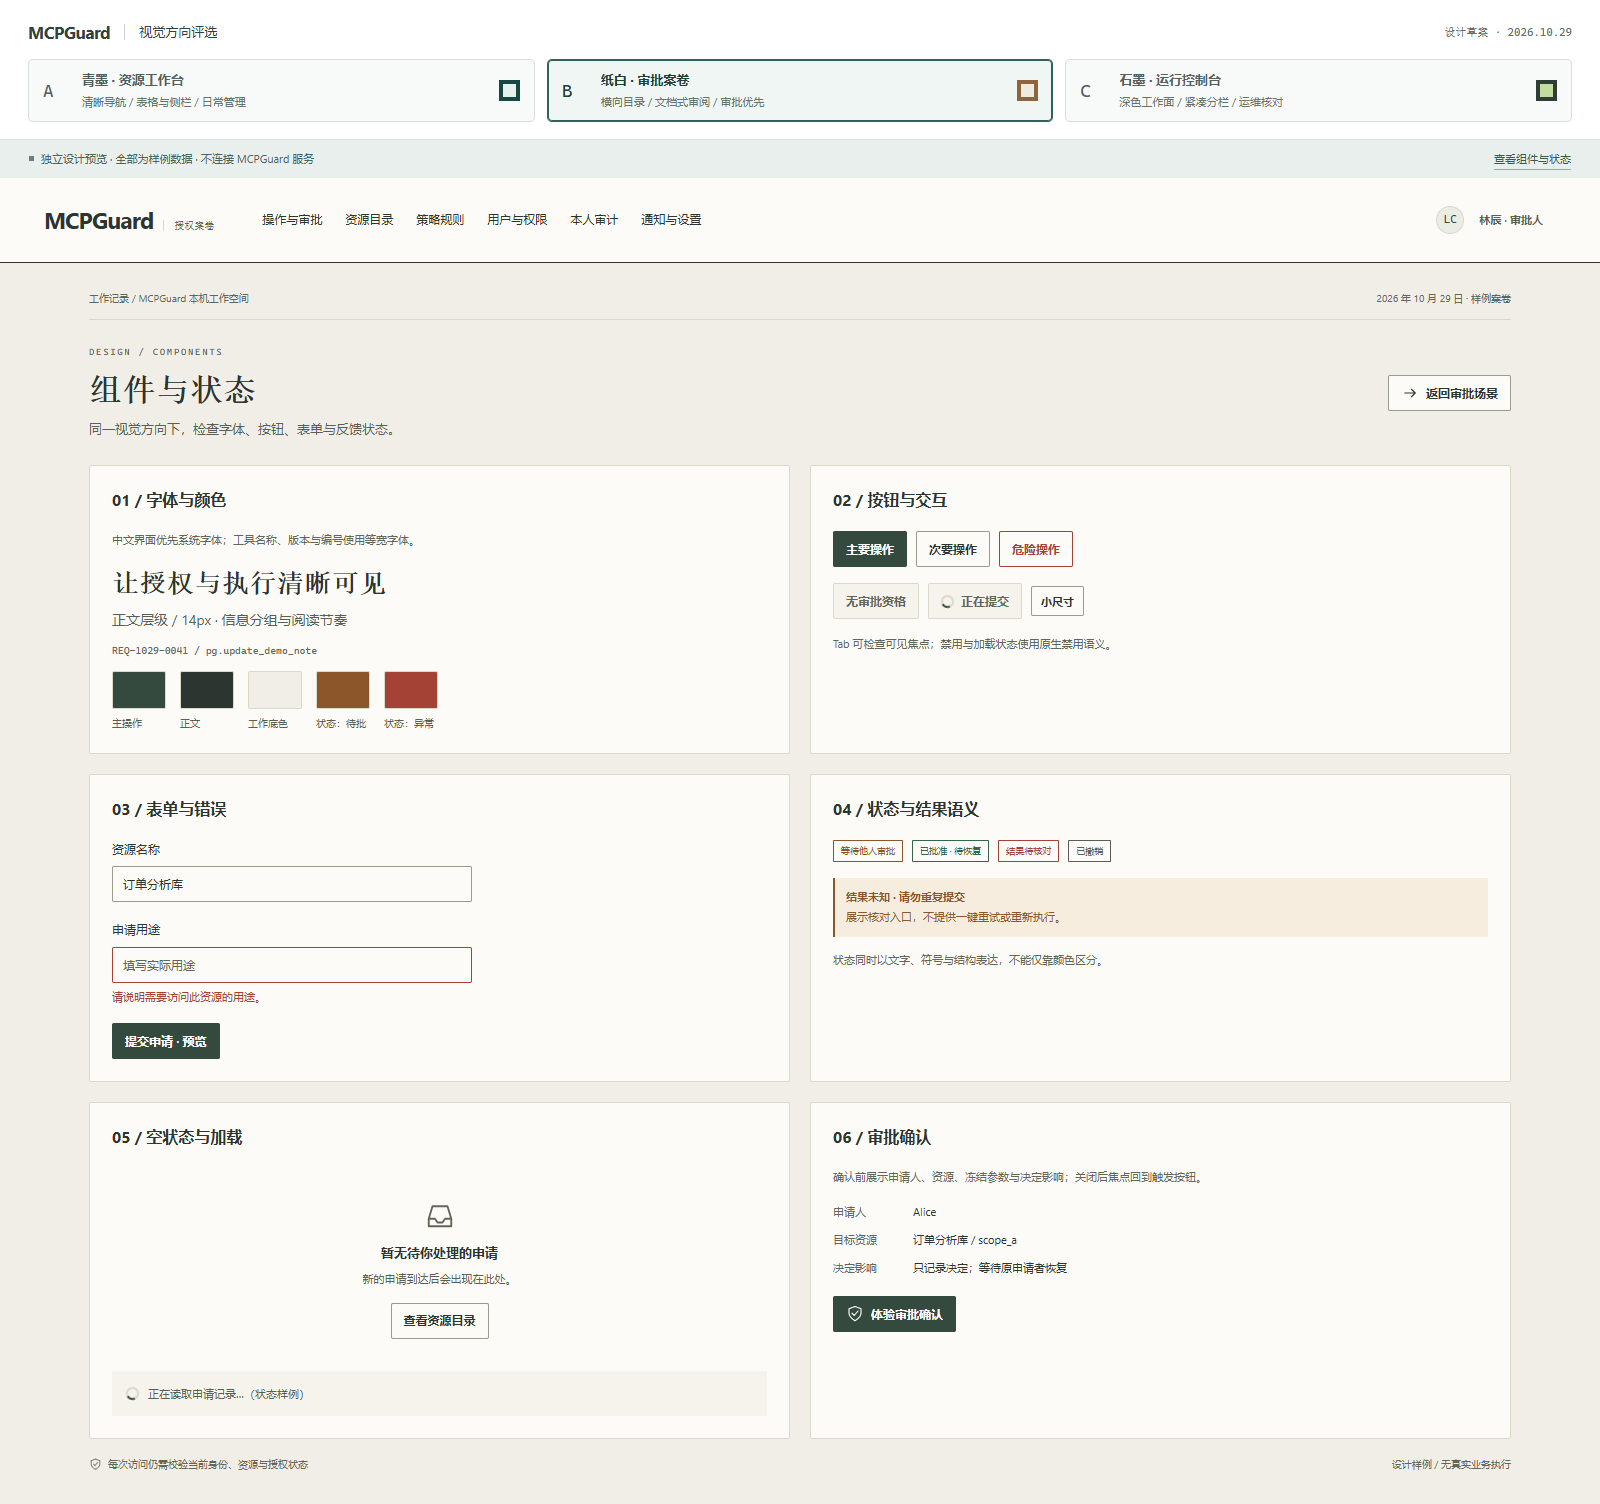 MCPGuard 视觉方向评选
设计草案 · 2026.10.29
A 青墨 · 资源工作台
清晰导航 / 表格与侧栏 / 日常管理
B 纸白 · 审批案卷
横向目录 / 文档式审阅 / 审批优先
C 石墨 · 运行控制台
深色工作面 / 紧凑分栏 / 运维核对
独立设计预览 · 全部为样例数据 · 不连接 MCPGuard 服务
查看组件与状态
MCPGuard 授权案卷 操作与审批 资源目录 策略规则 用户与权限 本人审计 通知与设置
LC 林辰 · 审批人
工作记录 / MCPGuard 本机工作空间
2026 年 10 月 29 日 · 样例案卷
DESIGN / COMPONENTS
组件与状态
返回审批场景
同一视觉方向下，检查字体、按钮、表单与反馈状态。
01 / 字体与颜色
中文界面优先系统字体；工具名称、版本与编号使用等宽字体。
让授权与执行清晰可见
正文层级 / 14px · 信息分组与阅读节奏
REQ-1029-0041 / pg.update_demo_note
主操作 正文 工作底色 状态：待批 状态：异常
02 / 按钮与交互
主要操作 次要操作 危险操作
无审批资格 正在提交 小尺寸
Tab 可检查可见焦点；禁用与加载状态使用原生禁用语义。
03 / 表单与错误
资源名称
订单分析库
申请用途
填写实际用途
请说明需要访问此资源的用途。
提交申请 · 预览
04 / 状态与结果语义
等待他人审批 已批准 · 待恢复 结果待核对 已撤销
结果未知 · 请勿重复提交
展示核对入口，不提供一键重试或重新执行。
状态同时以文字、符号与结构表达，不能仅靠颜色区分。
05 / 空状态与加载
暂无待你处理的申请
新的申请到达后会出现在此处。
查看资源目录
正在读取申请记录...（状态样例）
06 / 审批确认
确认前展示申请人、资源、冻结参数与决定影响；关闭后焦点回到触发按钮。
申请人 Alice
目标资源 订单分析库 / scope_a
决定影响 只记录决定；等待原申请者恢复
体验审批确认
每次访问仍需校验当前身份、资源与授权状态
设计样例 / 无真实业务执行